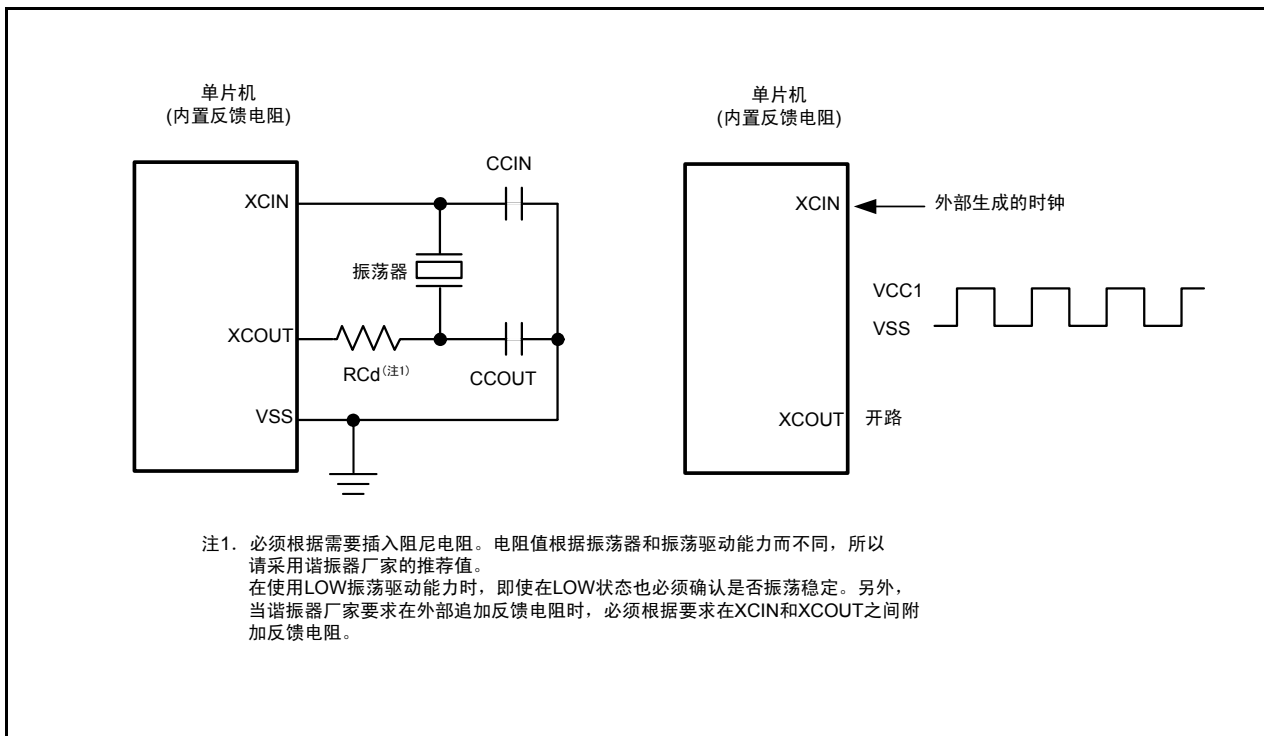 单片机
(内置反馈电阻)
XCIN
CCIN
振荡器
XCOUT
RCd(注1)
CCOUT
VSS
单片机
(内置反馈电阻)
XCIN
外部生成的时钟
VCC1
VSS
XCOUT
开路
注1. 必须根据需要插入阻尼电阻。电阻值根据振荡器和振荡驱动能力而不同，所以
请采用谐振器厂家的推荐值。
在使用LOW振荡驱动能力时，即使在LOW状态也必须确认是否振荡稳定。另外，
当谐振器厂家要求在外部追加反馈电阻时，必须根据要求在XCIN和XCOUT之间附
加反馈电阻。